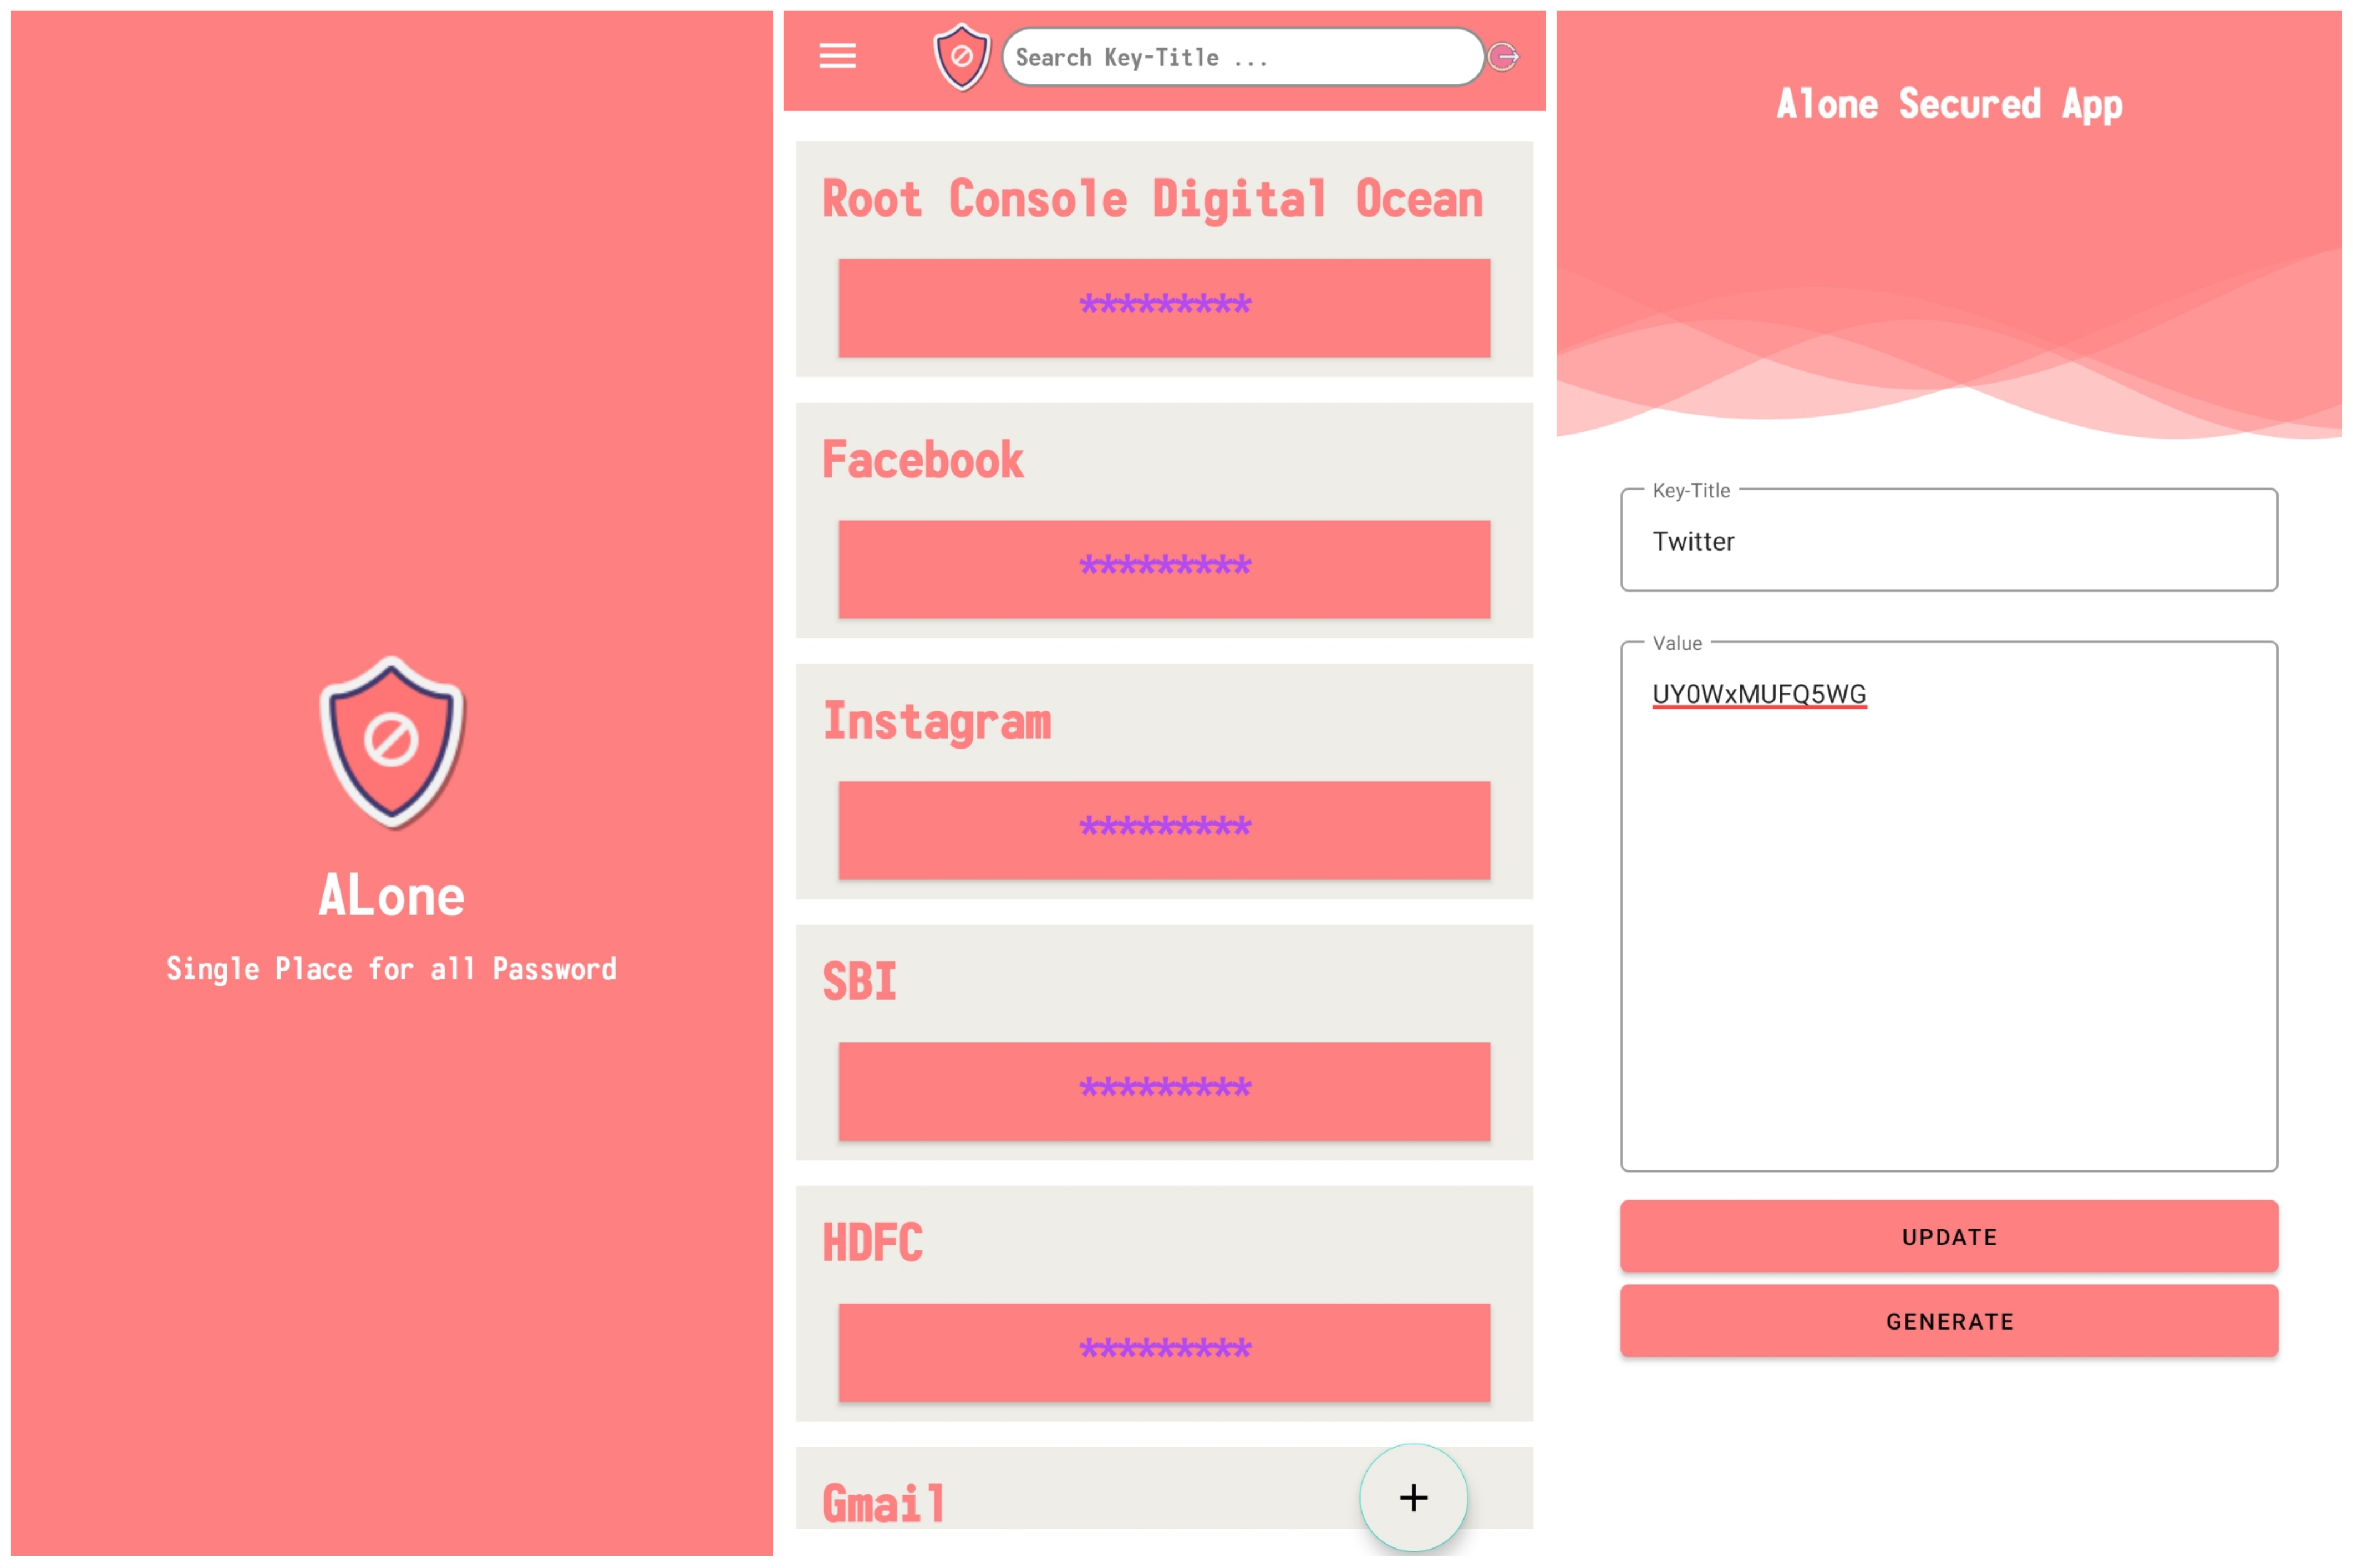 ALone
Single Place for all Password
Search Key-Title ...
Root Console Digital Ocean
*********
Facebook
*********
Instagram
*********
SBI
*********
HDFC
*********
Gmail
+
Alone Secured App
Key-Title
Twitter
Value
UY0WxMUFQ5WG
UPDATE
GENERATE